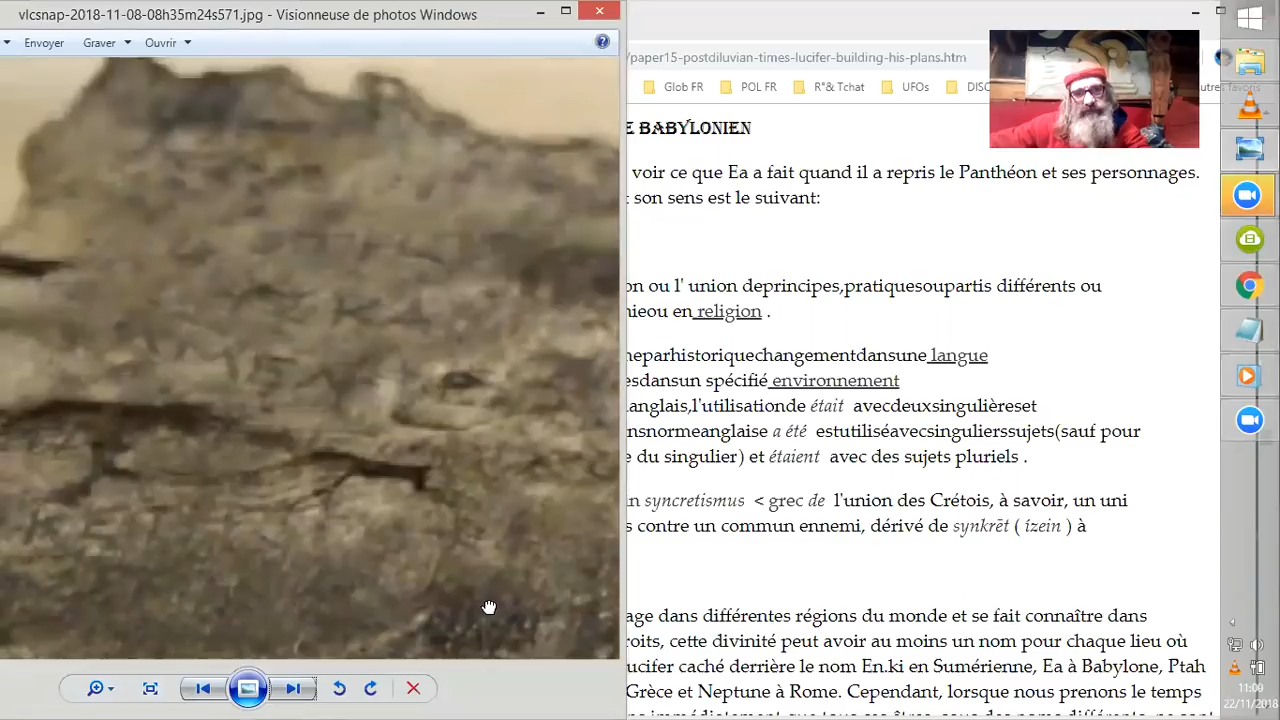 vlcsnap-2018-11-08-08h35m24s571.jpg - Visionneuse de photos Windows
Envoyer Graver Ouvrir
/paper15-postdiluvian-times-lucifer-building-his-plans.htm
Glob FR POL FR R°& Tchat UFOs DISC utres favoris
E BABYLONIEN
voir ce que Ea a fait quand il a repris le Panthéon et ses personnages.
son sens est le suivant:
on ou l' union deprincipes,pratiquesoupartis différents ou
nieou en religion .
neparhistoriquechangementdansune langue
esdansun spécifié environnement
anglais,l'utilisationde était avecdeuxsingulièreset
nsnormeanglaise a été estutiliséavecsingulierssujets(sauf pour
e du singulier) et étaient avec des sujets pluriels .
n syncretismus < grec de l'union des Crétois, à savoir, un uni
s contre un commun ennemi, dérivé de synkrēt ( ízein ) à
age dans différentes régions du monde et se fait connaître dans
roits, cette divinité peut avoir au moins un nom pour chaque lieu où
ucifer caché derrière le nom En.ki en Sumérienne, Ea à Babylone, Ptah
Grèce et Neptune à Rome. Cependant, lorsque nous prenons le temps
11:00
22/11/2018